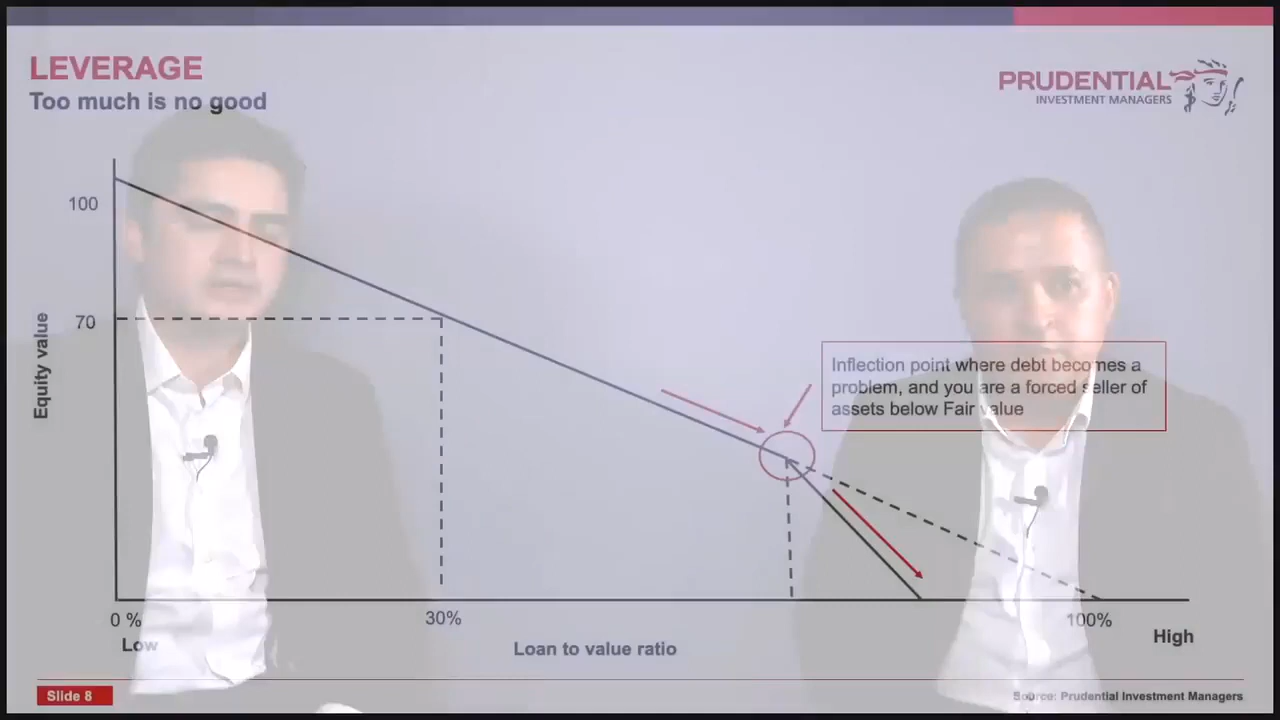 LEVERAGE
Too much is no good
PRUDENTIAL
INVESTMENT MANAGERS
100
70
Equity value
Inflection point where debt becomes a
problem, and you are a forced seller of
assets below Fair value
0 %
30%
100%
Low
Loan to value ratio
High
Slide 8
Source: Prudential Investment Managers